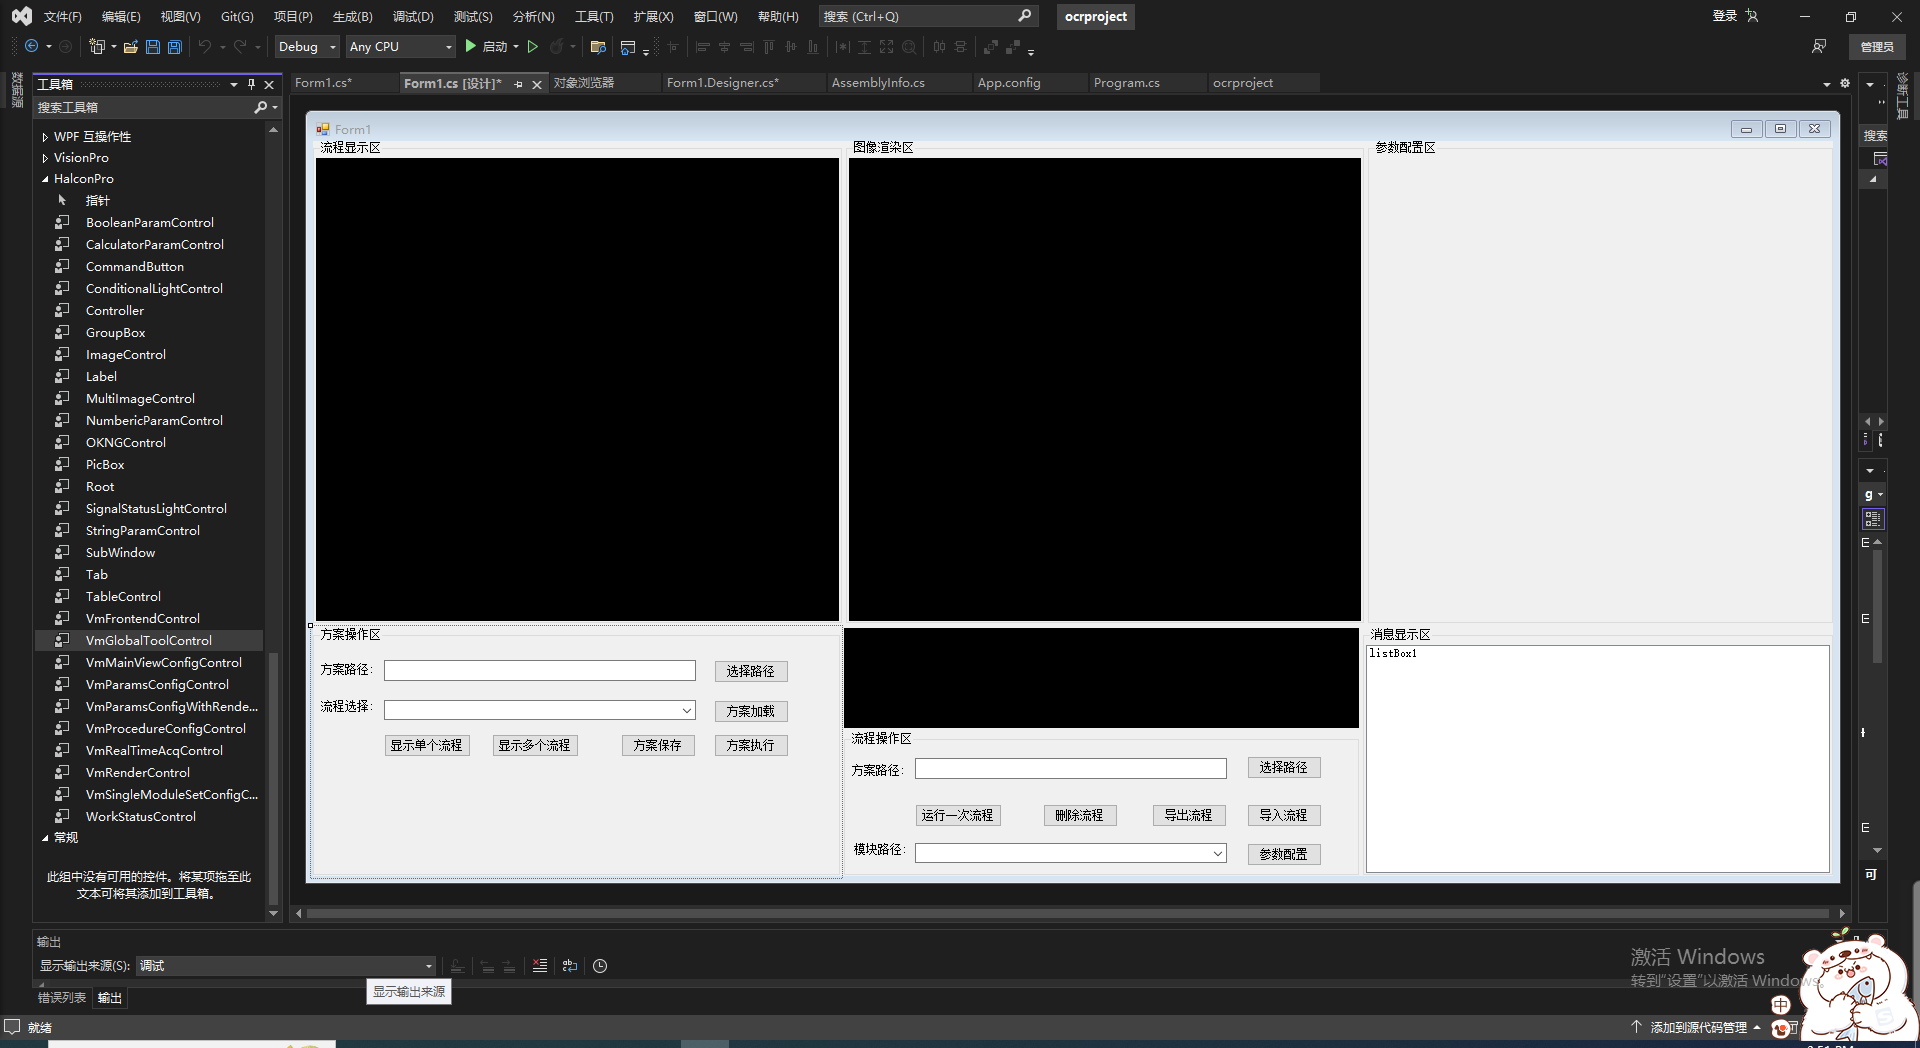 文件(F) 编辑(E) 视图(V) Git(G) 项目(P) 生成(B) 调试(D) 测试(S) 分析(N) 工具(T) 扩展(X) 窗口(W) 帮助(H) 搜索 (Ctrl+Q) ocrproject 登录
Debug Any CPU 启动 管理员
数据源
工具箱
搜索工具箱
WPF 互操作性
VisionPro
HalconPro
指针
BooleanParamControl
CalculatorParamControl
CommandButton
ConditionalLightControl
Controller
GroupBox
ImageControl
Label
MultiImageControl
NumbericParamControl
OKNGControl
PicBox
Root
SignalStatusLightControl
StringParamControl
SubWindow
Tab
TableControl
VmFrontendControl
VmGlobalToolControl
VmMainViewConfigControl
VmParamsConfigControl
VmParamsConfigWithRende...
VmProcedureConfigControl
VmRealTimeAcqControl
VmRenderControl
VmSingleModuleSetConfigC...
WorkStatusControl
常规
此组中没有可用的控件。将某项拖至此
文本可将其添加到工具箱。
Form1.cs* Form1.cs [设计]* 对象浏览器 Form1.Designer.cs* AssemblyInfo.cs App.config Program.cs ocrproject
Form1
流程显示区 图像渲染区 参数配置区
方案操作区
方案路径: 选择路径
流程选择: 方案加载
显示单个流程 显示多个流程 方案保存 方案执行
流程操作区
方案路径: 选择路径
运行一次流程 删除流程 导出流程 导入流程
模块路径: 参数配置
消息显示区
listBox1
搜索
g
可
诊断工具
输出
显示输出来源(S): 调试
显示输出来源
错误列表 输出
激活 Windows
转到"设置"以激活 Windows。
中
就绪 添加到源代码管理